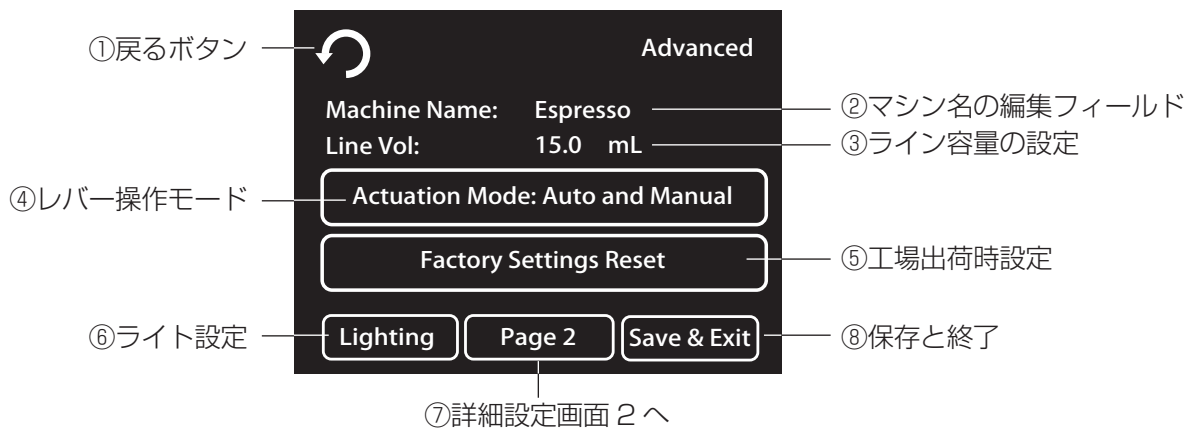 ①戻るボタン
Advanced
Machine Name: Espresso
②マシン名の編集フィールド
Line Vol: 15.0 mL
③ライン容量の設定
④レバー操作モード
Actuation Mode: Auto and Manual
Factory Settings Reset
⑤工場出荷時設定
⑥ライト設定
Lighting
Page 2
Save & Exit
⑧保存と終了
⑦詳細設定画面 2 へ